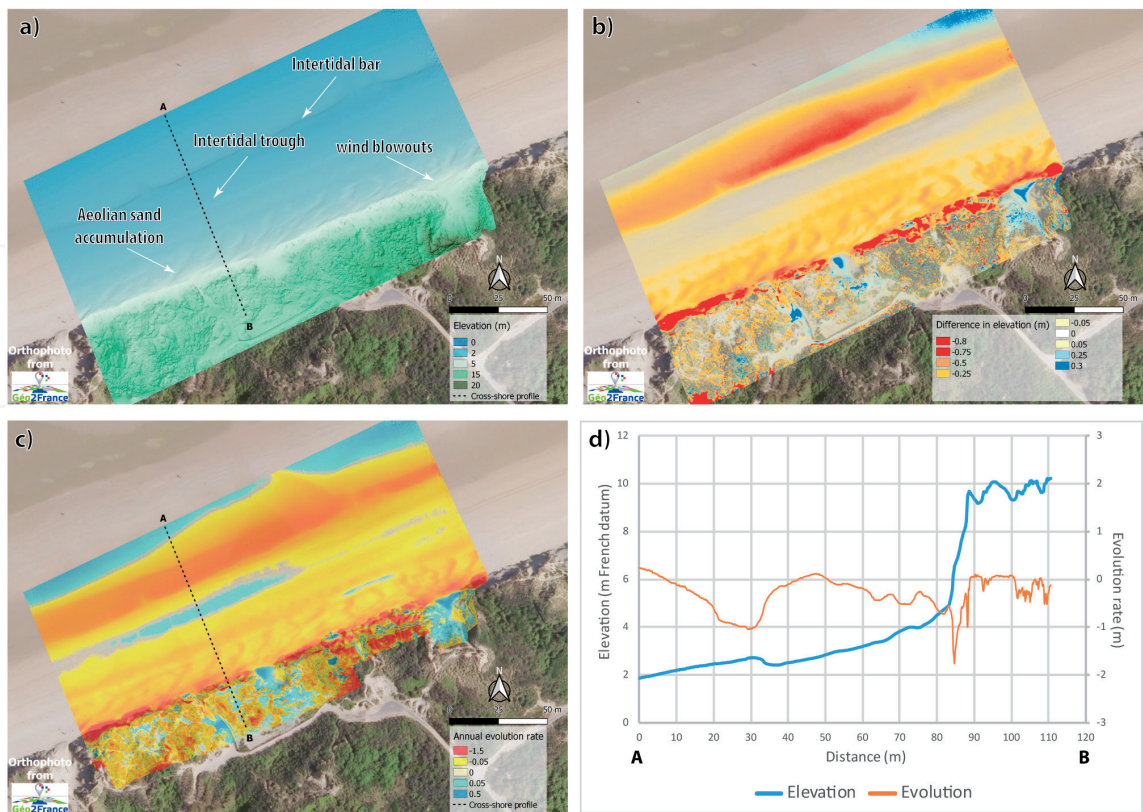 a)
A
Intertidal bar
Intertidal trough
wind blowouts
Aeolian sand
accumulation
B
N
0 25 50 m
Elevation (m)
0
2
5
15
20
Cross-shore profile
Orthophoto
from
Géo2France
b)
N
0 25 50 m
Difference in elevation (m)
-0.8
-0.75
-0.5
-0.25
-0.05
0
0.05
0.25
0.3
Orthophoto
from
Géo2France
c)
A
B
N
0 25 50 m
Annual evolution rate
-1.5
-0.05
0
0.05
0.5
Cross-shore profile
Orthophoto
from
Géo2France
d)
12
10
8
6
4
2
0
Elevation (m French datum)
3
2
1
0
-1
-2
-3
Evolution rate (m)
0 10 20 30 40 50 60 70 80 90 100 110 120
A Distance (m) B
Elevation Evolution